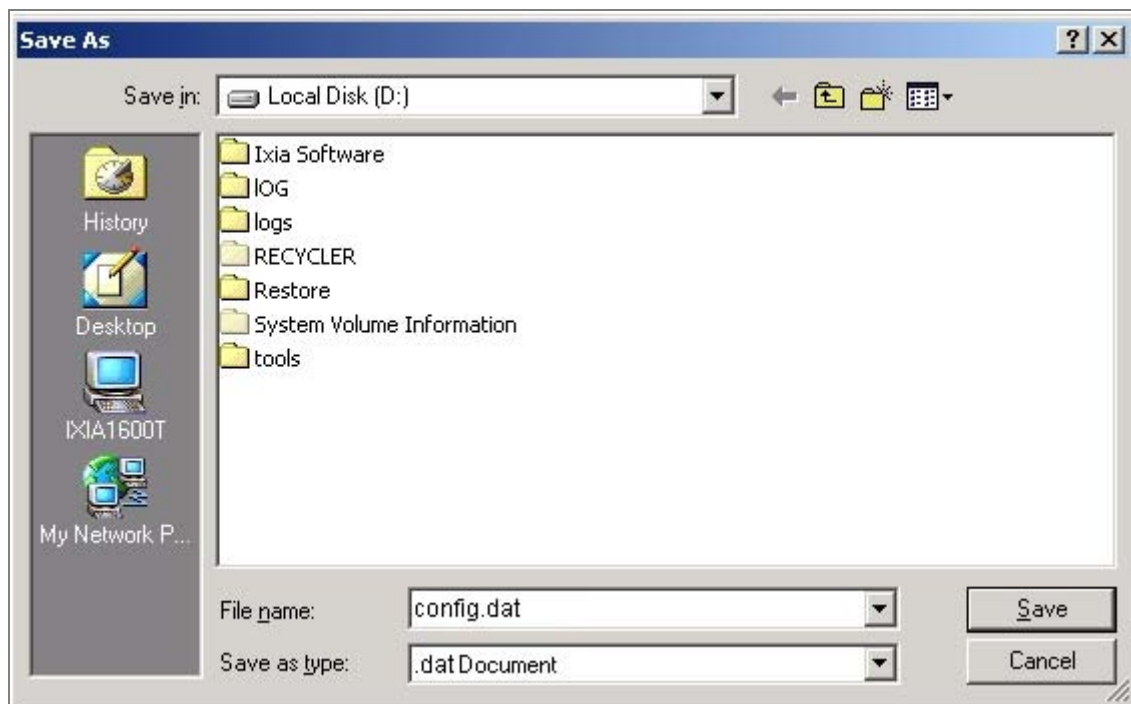 Save As
Save in:
Local Disk (D:)
History
Desktop
IXIA1600T
My Network P...
Ixia Software
lOG
logs
RECYCLER
Restore
System Volume Information
tools
File name:
config.dat
Save
Save as type:
.dat Document
Cancel